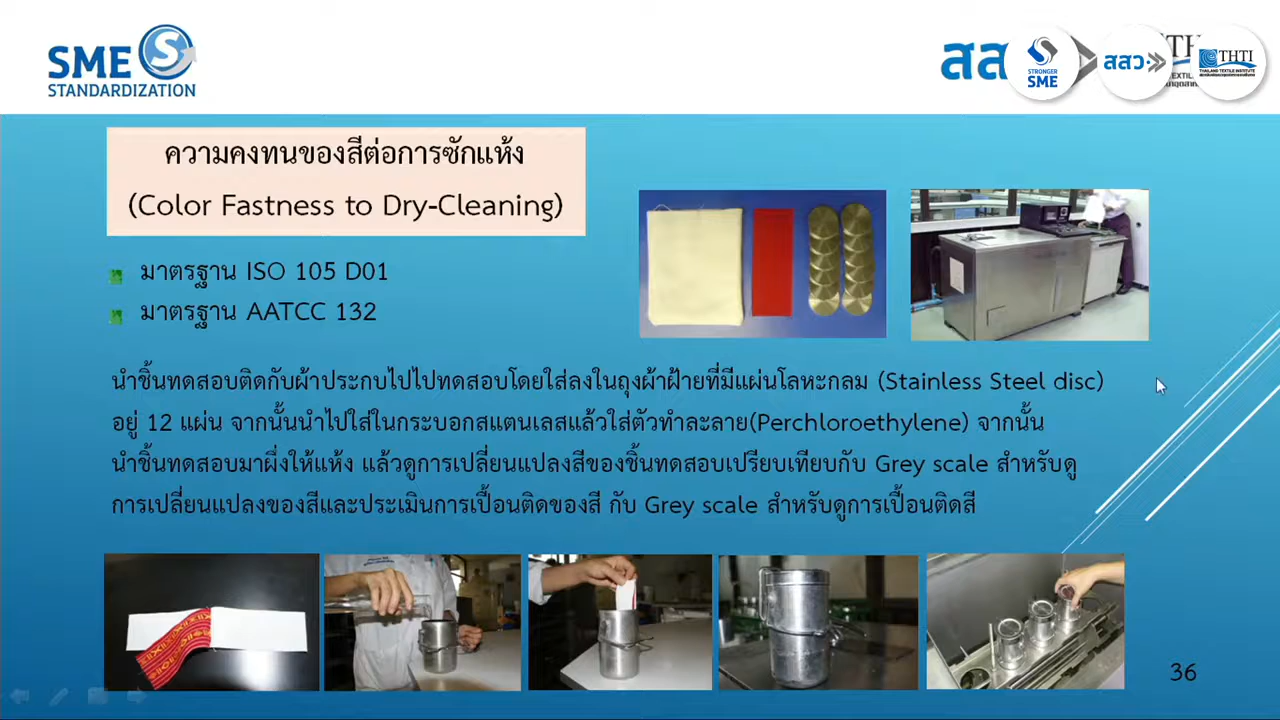 SME
STANDARDIZATION
สส
STRONGER
SME
สสว
THTI
THAILAND TEXTILE INSTITUTE
ความคงทนของสีต่อการซักแห้ง
(Color Fastness to Dry-Cleaning)
มาตรฐาน ISO 105 D01
มาตรฐาน AATCC 132
นำชิ้นทดสอบติดกับผ้าประกบไปไปทดสอบโดยใส่ลงในถุงผ้าฝ้ายที่มีแผ่นโลหะกลม (Stainless Steel disc)
อยู่ 12 แผ่น จากนั้นนำไปใส่ในกระบอกสแตนเลสแล้วใส่ตัวทำละลาย(Perchloroethylene) จากนั้น
นำชิ้นทดสอบมาผึ่งให้แห้ง แล้วดูการเปลี่ยนแปลงสีของชิ้นทดสอบเปรียบเทียบกับ Grey scale สำหรับดู
การเปลี่ยนแปลงของสีและประเมินการเปื้อนติดของสี กับ Grey scale สำหรับดูการเปื้อนติดสี
36